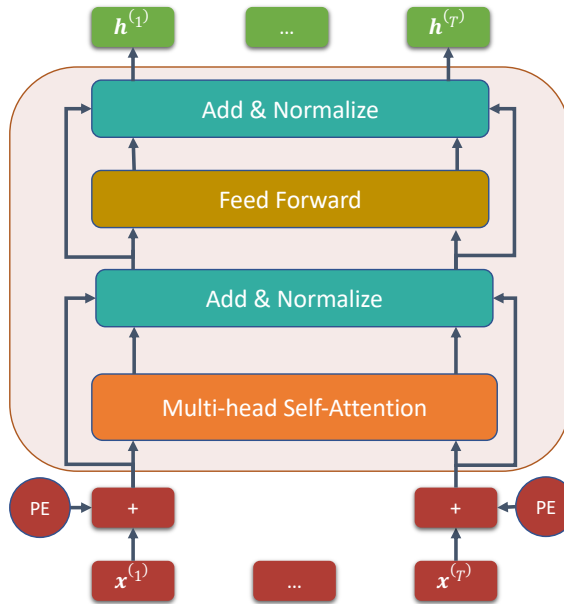 h^(1) ... h^(T)
Add & Normalize
Feed Forward
Add & Normalize
Multi-head Self-Attention
PE + + PE
x^(1) ... x^(T)